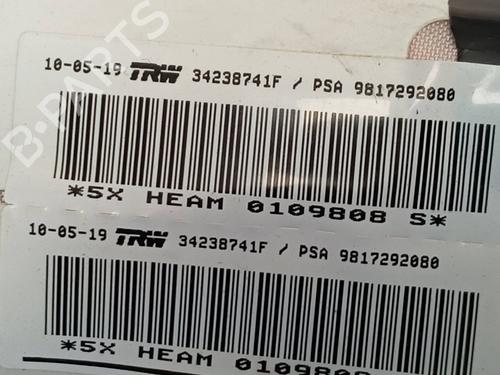 10-05-19 TRW 34238741F / PSA 9817292080
*5X HEAM 0109808 S*
10-05-19 TRW 34238741F / PSA 9817292080
*5X HEAM 0109808 S*
B-PARTS